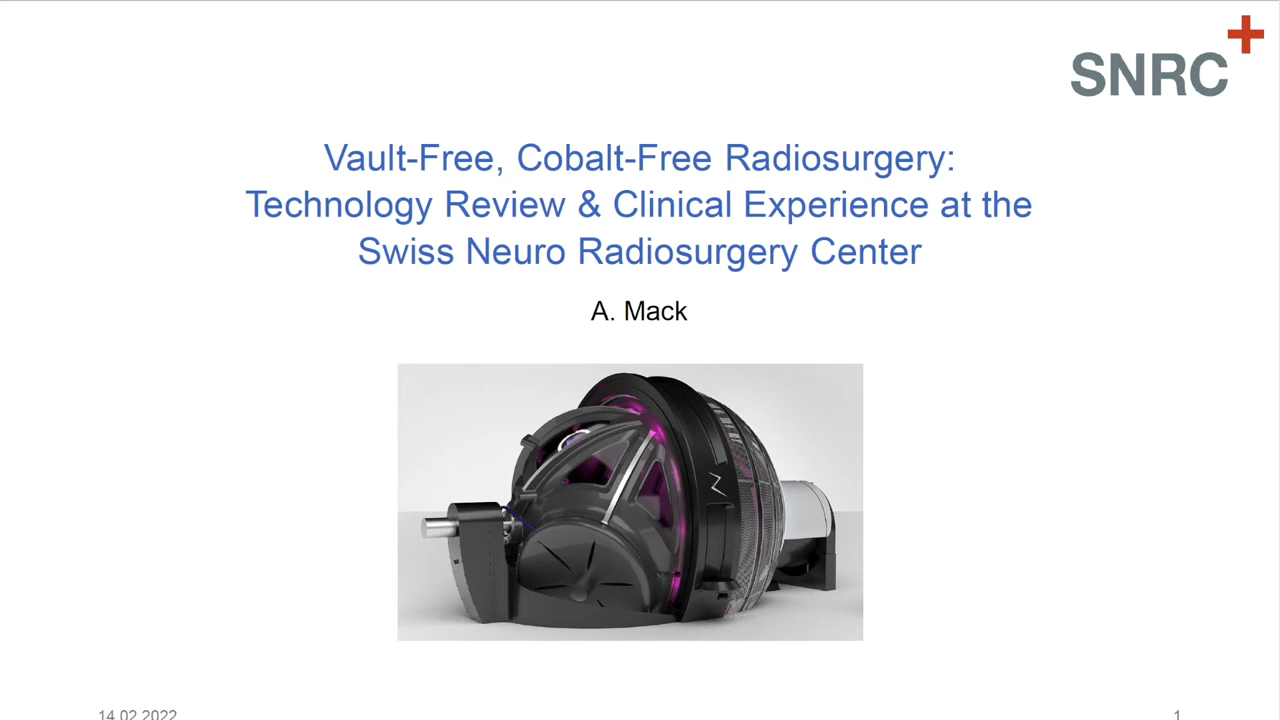 SNRC
Vault-Free, Cobalt-Free Radiosurgery:
Technology Review & Clinical Experience at the
Swiss Neuro Radiosurgery Center
A. Mack
14.02.2022
1